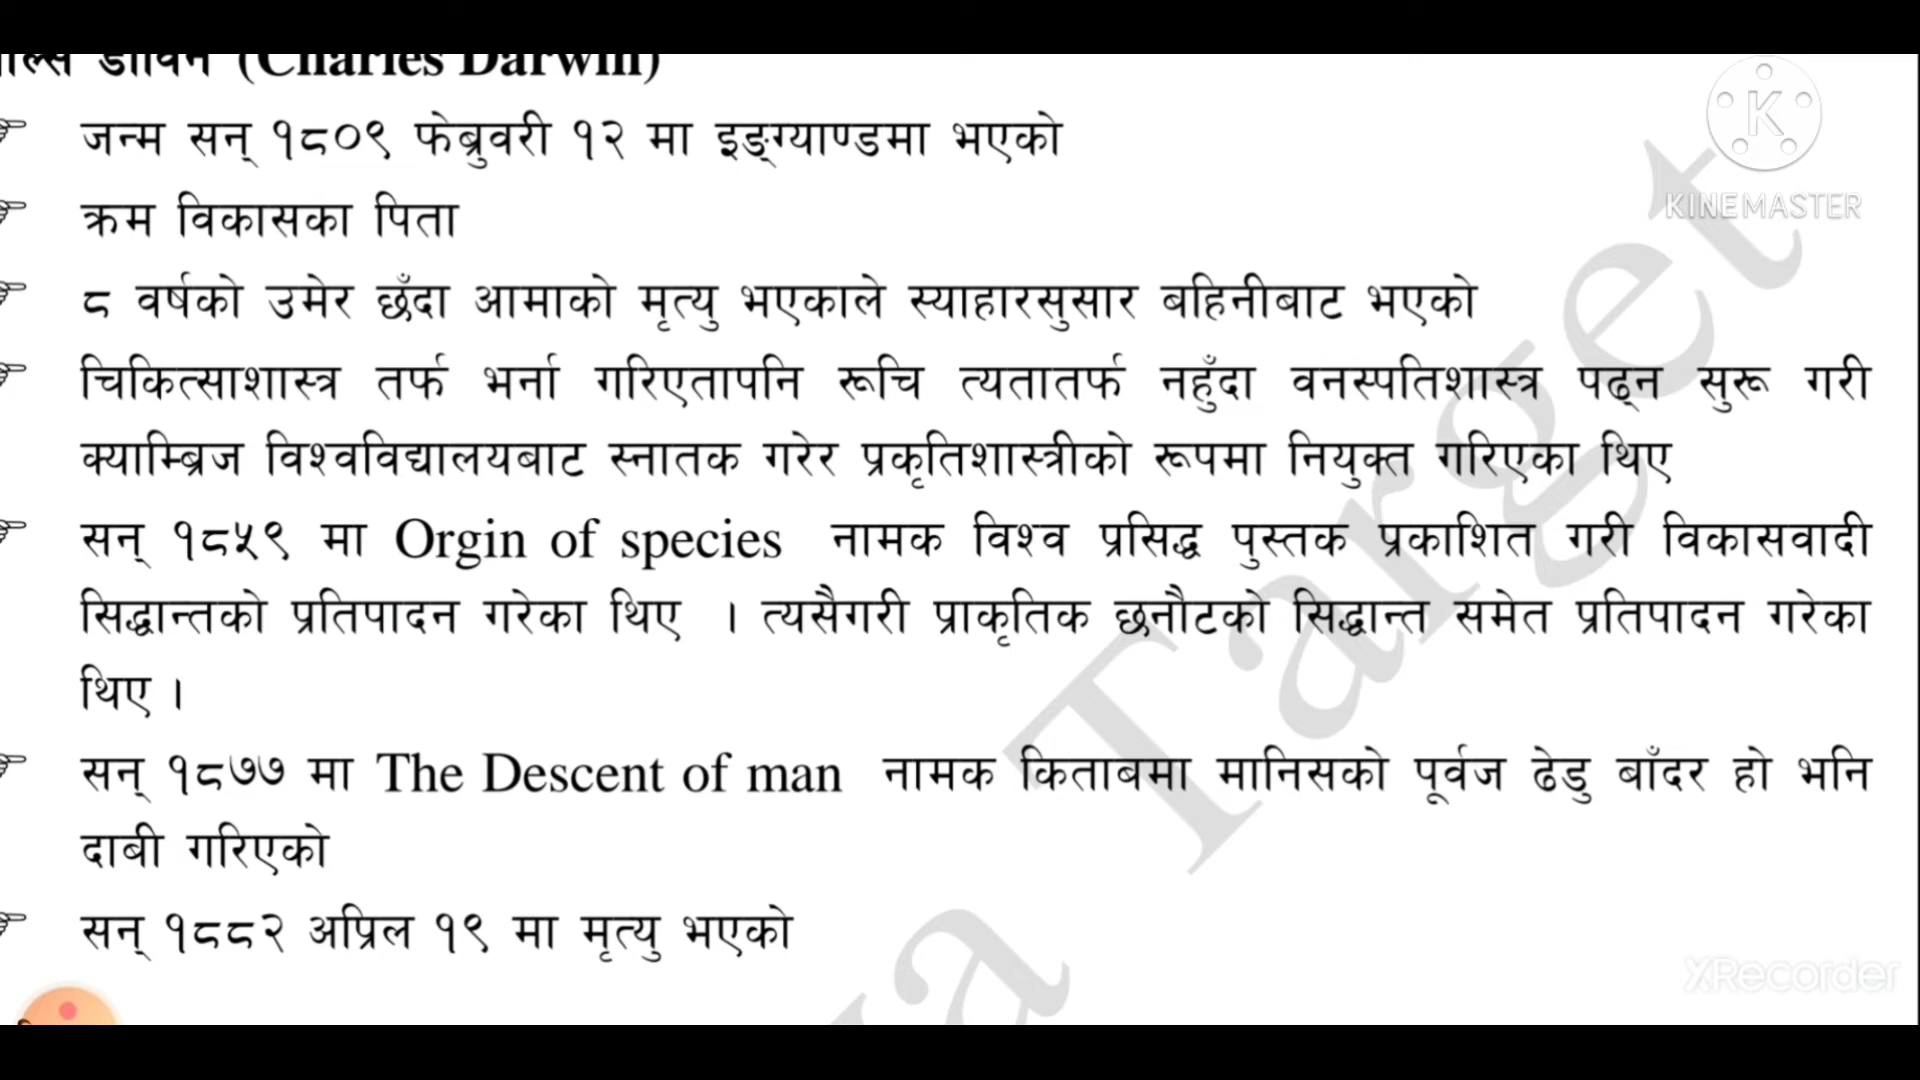 चार्ल्स डार्विन (Charles Darwin)
जन्म सन् १८०९ फेब्रुवरी १२ मा इङ्ग्याण्डमा भएको
क्रम विकासका पिता
८ वर्षको उमेर छँदा आमाको मृत्यु भएकाले स्याहारसुसार बहिनीबाट भएको
चिकित्साशास्त्र तर्फ भर्ना गरिएतापनि रूचि त्यतातर्फ नहुँदा वनस्पतिशास्त्र पढ्न सुरू गरी
क्याम्ब्रिज विश्वविद्यालयबाट स्नातक गरेर प्रकृतिशास्त्रीको रूपमा नियुक्त गरिएका थिए
सन् १८५९ मा Orgin of species नामक विश्व प्रसिद्ध पुस्तक प्रकाशित गरी विकासवादी
सिद्धान्तको प्रतिपादन गरेका थिए । त्यसैगरी प्राकृतिक छनौटको सिद्धान्त समेत प्रतिपादन गरेका
थिए ।
सन् १८७७ मा The Descent of man नामक किताबमा मानिसको पूर्वज ढेडु बाँदर हो भनि
दाबी गरिएको
सन् १८८२ अप्रिल १९ मा मृत्यु भएको
Target
K
KINEMASTER
XRecorder